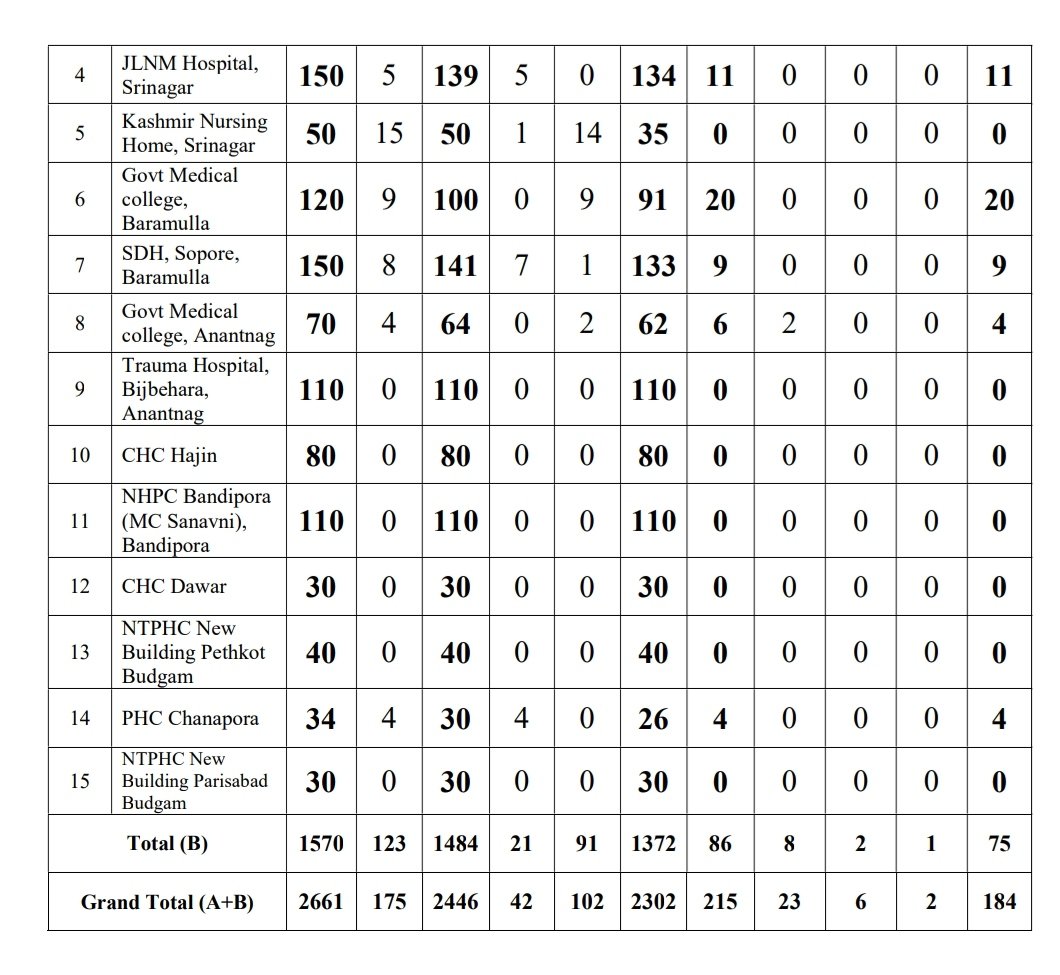 4 JLNM Hospital, Srinagar 150 5 139 5 0 134 11 0 0 0 11
5 Kashmir Nursing Home, Srinagar 50 15 50 1 14 35 0 0 0 0 0
6 Govt Medical college, Baramulla 120 9 100 0 9 91 20 0 0 0 20
7 SDH, Sopore, Baramulla 150 8 141 7 1 133 9 0 0 0 9
8 Govt Medical college, Anantnag 70 4 64 0 2 62 6 2 0 0 4
9 Trauma Hospital, Bijbehara, Anantnag 110 0 110 0 0 110 0 0 0 0 0
10 CHC Hajin 80 0 80 0 0 80 0 0 0 0 0
11 NHPC Bandipora (MC Sanavni), Bandipora 110 0 110 0 0 110 0 0 0 0 0
12 CHC Dawar 30 0 30 0 0 30 0 0 0 0 0
13 NTPHC New Building Pethkot Budgam 40 0 40 0 0 40 0 0 0 0 0
14 PHC Chanapora 34 4 30 4 0 26 4 0 0 0 4
15 NTPHC New Building Parisabad Budgam 30 0 30 0 0 30 0 0 0 0 0
Total (B) 1570 123 1484 21 91 1372 86 8 2 1 75
Grand Total (A+B) 2661 175 2446 42 102 2302 215 23 6 2 184